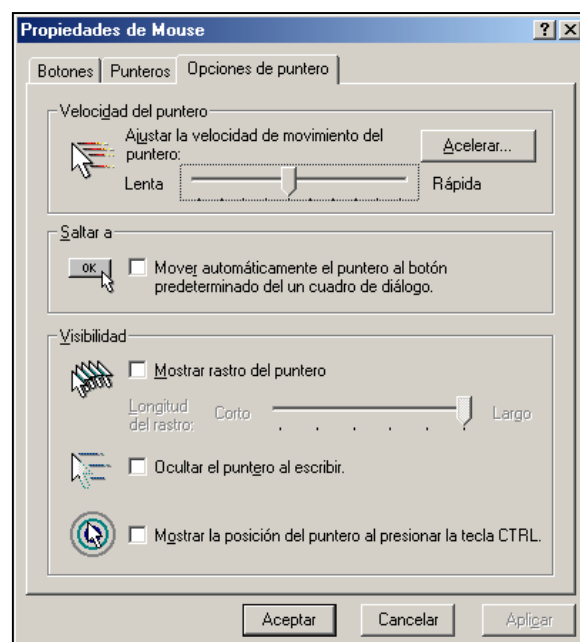 Propiedades de Mouse
Botones Punteros Opciones de puntero
Velocidad del puntero
Ajustar la velocidad de movimiento del
puntero:
Acelerar...
Lenta Rápida
Saltar a
OK
Mover automáticamente el puntero al botón
predeterminado del un cuadro de diálogo.
Visibilidad
Mostrar rastro del puntero
Longitud
del rastro:
Corto Largo
Ocultar el puntero al escribir.
Mostrar la posición del puntero al presionar la tecla CTRL.
Aceptar Cancelar Aplicar